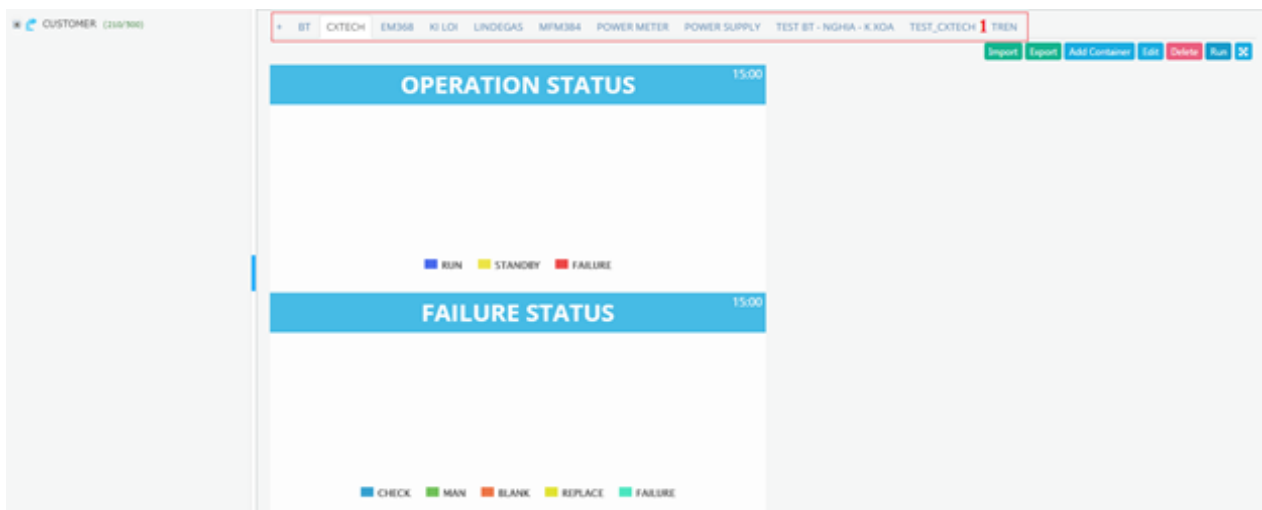 CUSTOMER (210/300)
+ BT CXTECH EM368 KI LOI LINDEGAS MFM384 POWER METER POWER SUPPLY TEST BT - NGHIA - K XOA TEST_CXTECH 1 TREN
Import Export Add Container Edit Delete Run
OPERATION STATUS 15:00
RUN STANDBY FAILURE
FAILURE STATUS 15:00
CHECK MAN BLANK REPLACE FAILURE